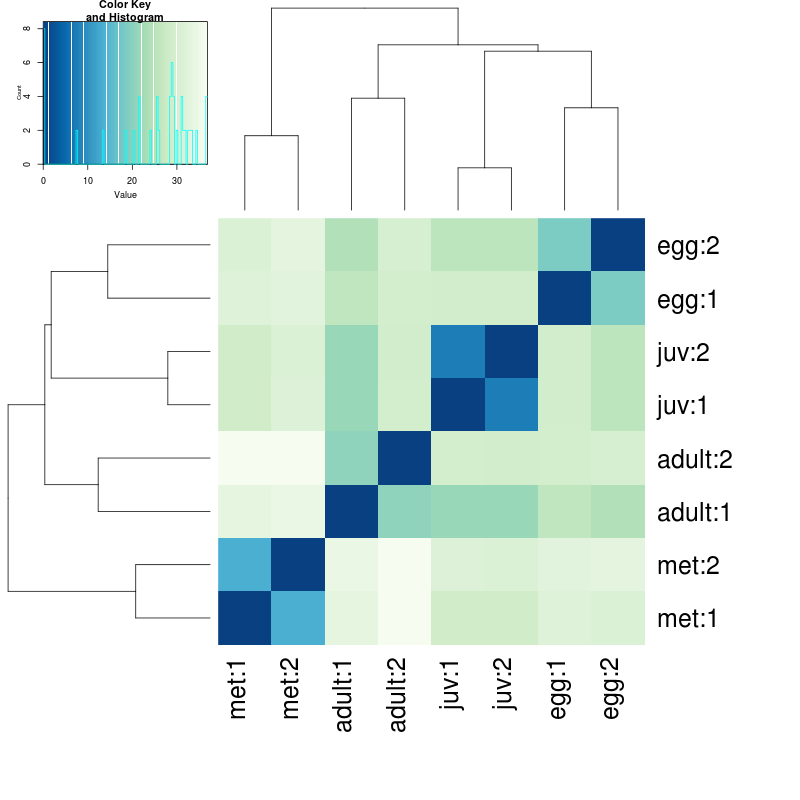 Color Key
and Histogram
Count
0 2 4 6 8
0 10 20 30
Value
egg:2
egg:1
juv:2
juv:1
adult:2
adult:1
met:2
met:1
met:1 met:2 adult:1 adult:2 juv:1 juv:2 egg:1 egg:2